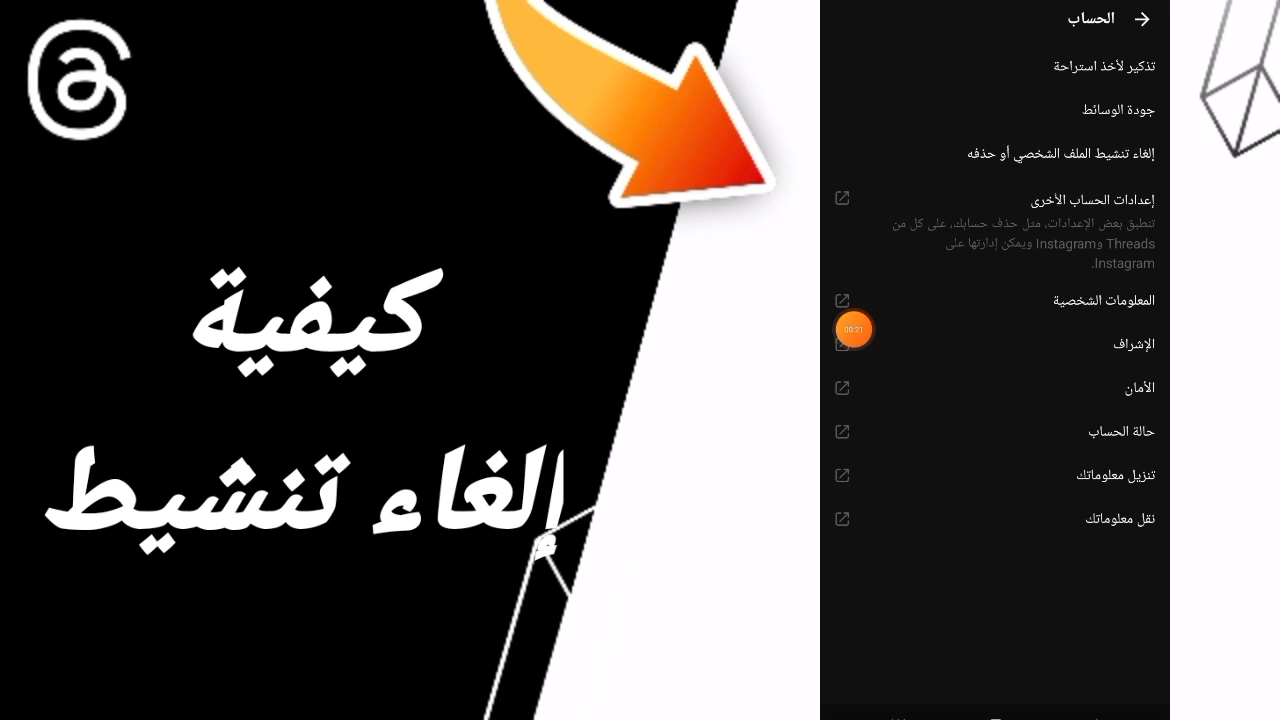 كيفية
إلغاء تنشيط
الحساب
تذكير لأخذ استراحة
جودة الوسائط
إلغاء تنشيط الملف الشخصي أو حذفه
إعدادات الحساب الأخرى
تنطبق بعض الإعدادات، مثل حذف حسابك، على كل من
Threads وInstagram ويمكن إدارتها على
Instagram.
المعلومات الشخصية
00:21
الإشراف
الأمان
حالة الحساب
تنزيل معلوماتك
نقل معلوماتك